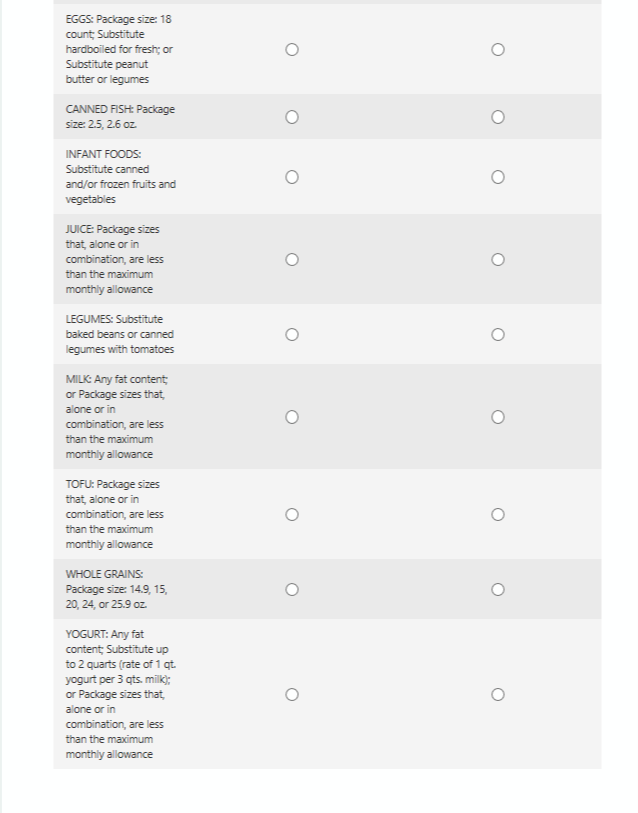 EGGS: Package size: 18
count; Substitute
hardboiled for fresh; or
Substitute peanut
butter or legumes
CANNED FISH: Package
size: 2.5, 2.6 oz.
INFANT FOODS:
Substitute canned
and/or frozen fruits and
vegetables
JUICE: Package sizes
that, alone or in
combination, are less
than the maximum
monthly allowance
LEGUMES: Substitute
baked beans or canned
legumes with tomatoes
MILK: Any fat content;
or Package sizes that,
alone or in
combination, are less
than the maximum
monthly allowance
TOFU: Package sizes
that, alone or in
combination, are less
than the maximum
monthly allowance
WHOLE GRAINS:
Package size: 14.9, 15,
20, 24, or 25.9 oz.
YOGURT: Any fat
content; Substitute up
to 2 quarts (rate of 1 qt.
yogurt per 3 qts. milk);
or Package sizes that,
alone or in
combination, are less
than the maximum
monthly allowance